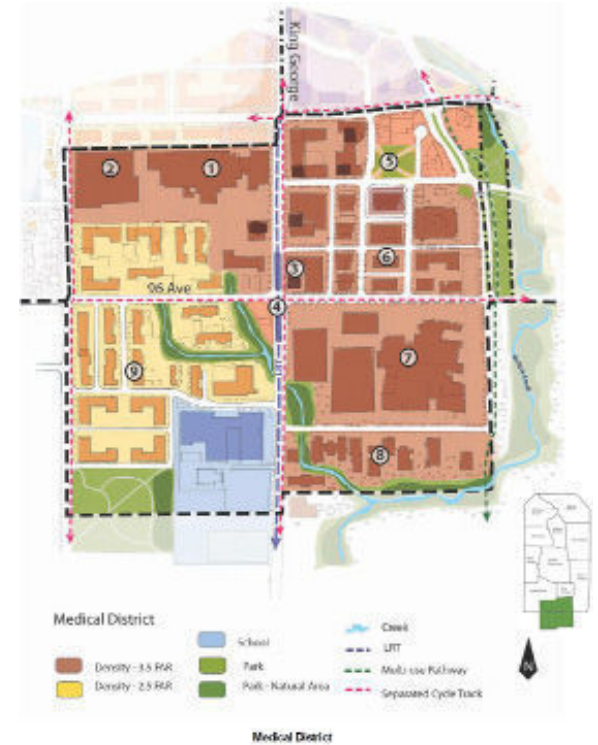 King George
2
1
5
3
6
96 Ave
4
7
9
8
Medical District
Density - 3.5 FAR
Density - 2.5 FAR
School
Park
Park - Natural Area
Creek
LRT
Multi-use Pathway
Separated Cycle Track
N
Medical District